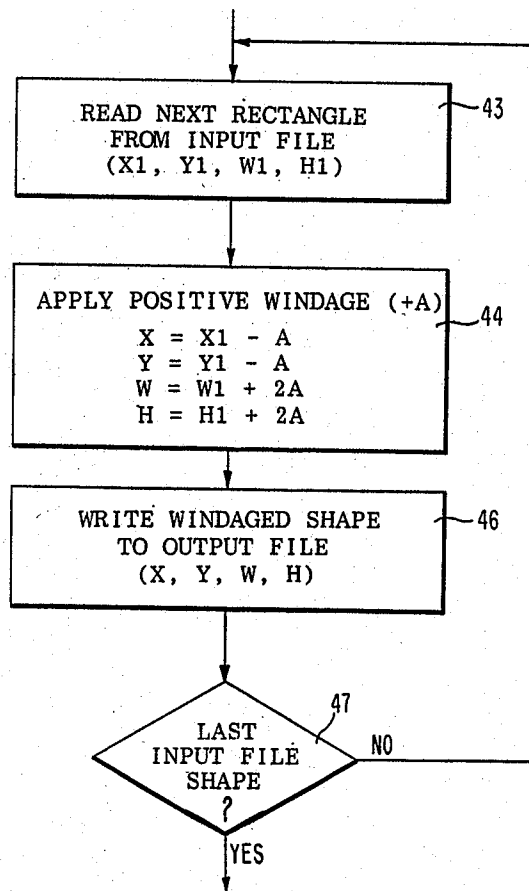 READ NEXT RECTANGLE
FROM INPUT FILE
(X1, Y1, W1, H1)
43
APPLY POSITIVE WINDAGE (+A)
X = X1 - A
Y = Y1 - A
W = W1 + 2A
H = H1 + 2A
44
WRITE WINDAGED SHAPE
TO OUTPUT FILE
(X, Y, W, H)
46
LAST
INPUT FILE
SHAPE
?
47
NO
YES